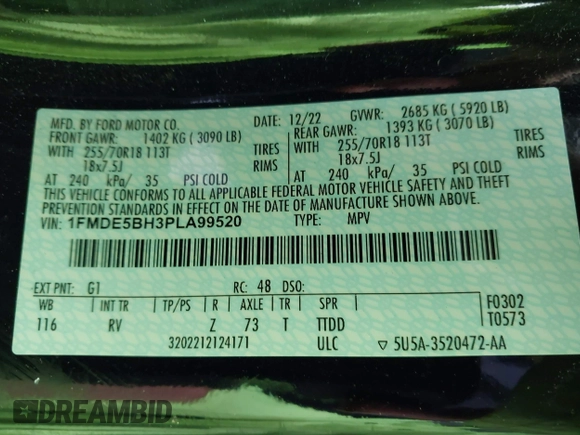 MFD. BY FORD MOTOR CO.
DATE: 12/22 GVWR: 2685 KG ( 5920 LB)
FRONT GAWR: 1402 KG ( 3090 LB)
REAR GAWR: 1393 KG ( 3070 LB)
WITH 255/70R18 113T TIRES
WITH 255/70R18 113T TIRES
18x7.5J RIMS
18x7.5J RIMS
AT 240 kPa/ 35 PSI COLD
AT 240 kPa/ 35 PSI COLD
THIS VEHICLE CONFORMS TO ALL APPLICABLE FEDERAL MOTOR VEHICLE SAFETY AND THEFT
PREVENTION STANDARDS IN EFFECT ON THE DATE OF MANUFACTURE SHOWN ABOVE.
VIN: 1FMDE5BH3PLA99520 TYPE: MPV
EXT PNT: G1 RC: 48 DSO:
WB INT TR TP/PS R AXLE TR SPR F0302
116 RV Z 73 T TTDD T0573
3202212124171 ULC ▽ 5U5A-3520472-AA
DREAMBID